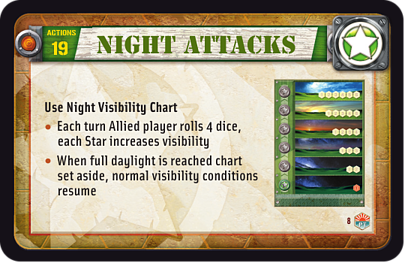 ACTIONS
19
NIGHT ATTACKS
Use Night Visibility Chart
• Each turn Allied player rolls 4 dice,
each Star increases visibility
• When full daylight is reached chart
set aside, normal visibility conditions
resume
8